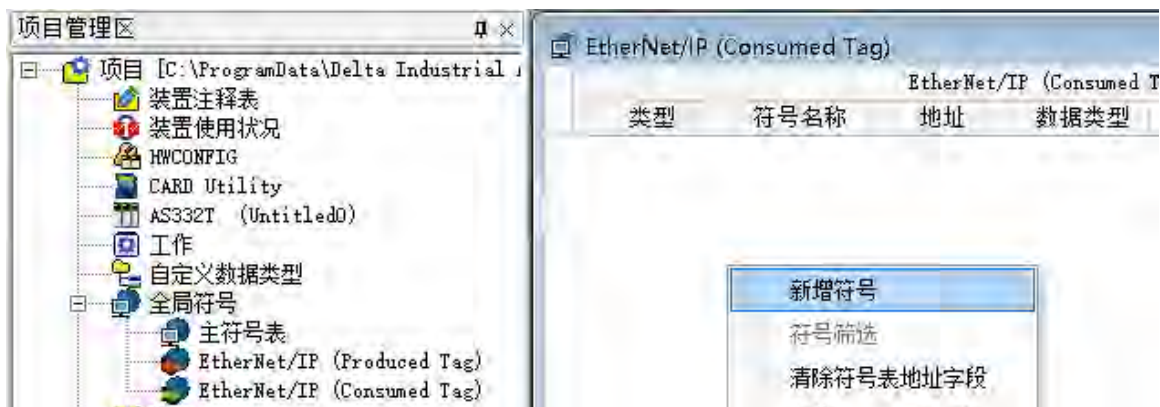 项目管理区
项目 [C:\ProgramData\Delta Industrial
装置注释表
装置使用状况
HWCONFIG
CARD Utility
AS332T (Untitled0)
工作
自定义数据类型
全局符号
主符号表
EtherNet/IP (Produced Tag)
EtherNet/IP (Consumed Tag)
EtherNet/IP (Consumed Tag)
EtherNet/IP (Consumed T
类型 符号名称 地址 数据类型
新增符号
符号筛选
清除符号表地址字段